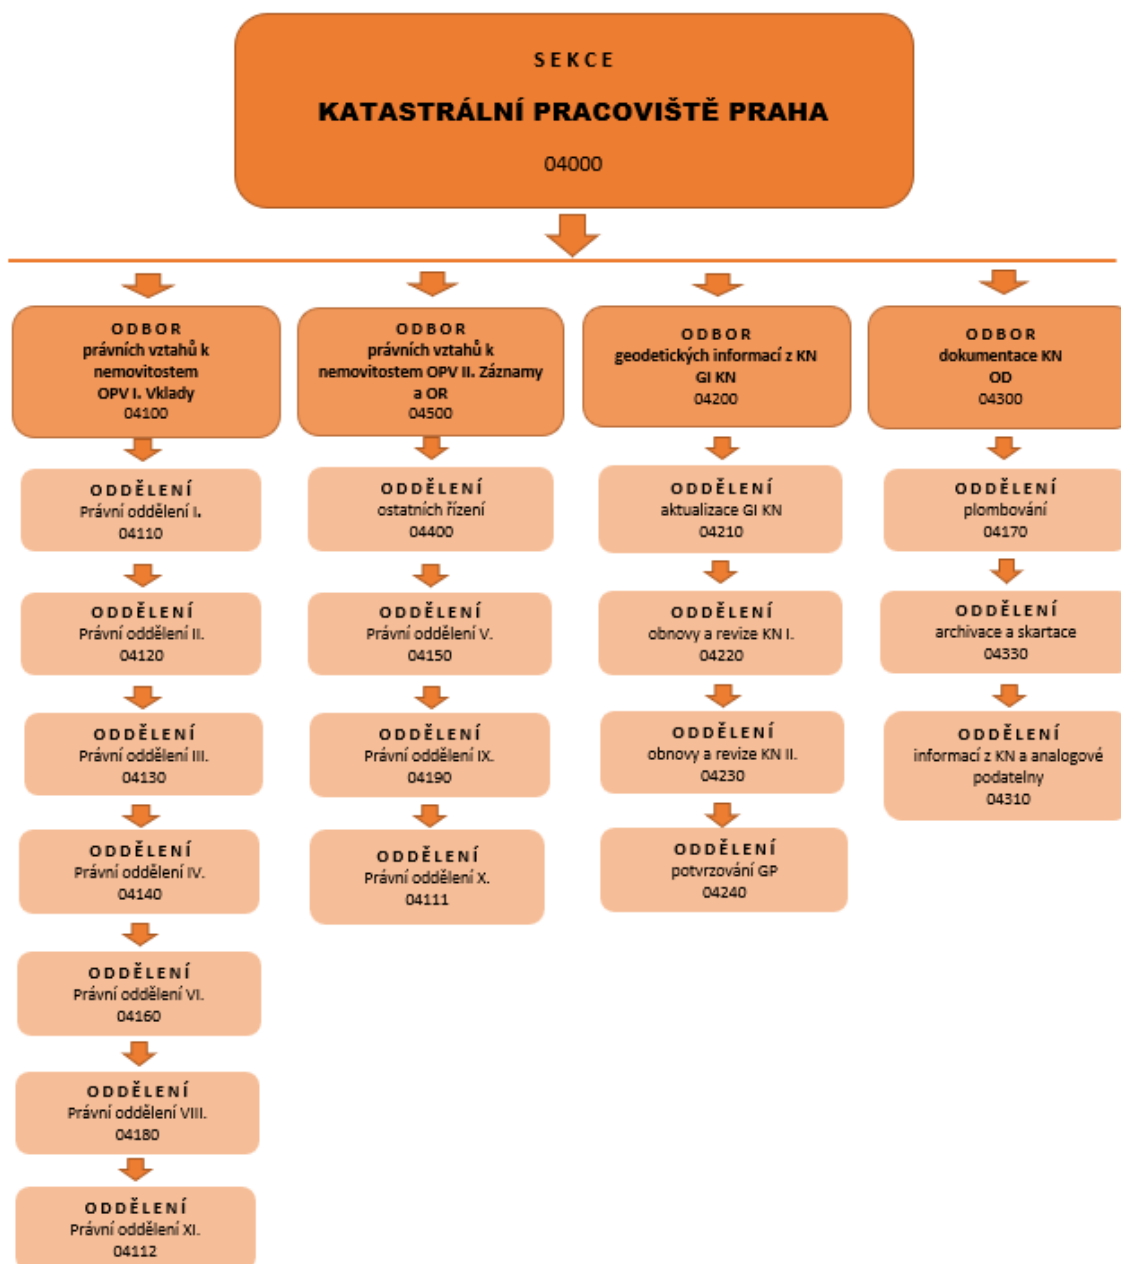 SEKCE
KATASTRÁLNÍ PRACOVIŠTĚ PRAHA
04000
ODBOR
právních vztahů k
nemovitostem
OPV I. Vklady
04100
ODDĚLENÍ
Právní oddělení I.
04110
ODDĚLENÍ
Právní oddělení II.
04120
ODDĚLENÍ
Právní oddělení III.
04130
ODDĚLENÍ
Právní oddělení IV.
04140
ODDĚLENÍ
Právní oddělení VI.
04160
ODDĚLENÍ
Právní oddělení VIII.
04180
ODDĚLENÍ
Právní oddělení XI.
04112
ODBOR
právních vztahů k
nemovitostem OPV II. Záznamy
a OR
04500
ODDĚLENÍ
ostatních řízení
04400
ODDĚLENÍ
Právní oddělení V.
04150
ODDĚLENÍ
Právní oddělení IX.
04190
ODDĚLENÍ
Právní oddělení X.
04111
ODBOR
geodetických informací z KN
GI KN
04200
ODDĚLENÍ
aktualizace GI KN
04210
ODDĚLENÍ
obnovy a revize KN I.
04220
ODDĚLENÍ
obnovy a revize KN II.
04230
ODDĚLENÍ
potvrzování GP
04240
ODBOR
dokumentace KN
OD
04300
ODDĚLENÍ
plombování
04170
ODDĚLENÍ
archivace a skartace
04330
ODDĚLENÍ
informací z KN a analogové
podatelny
04310